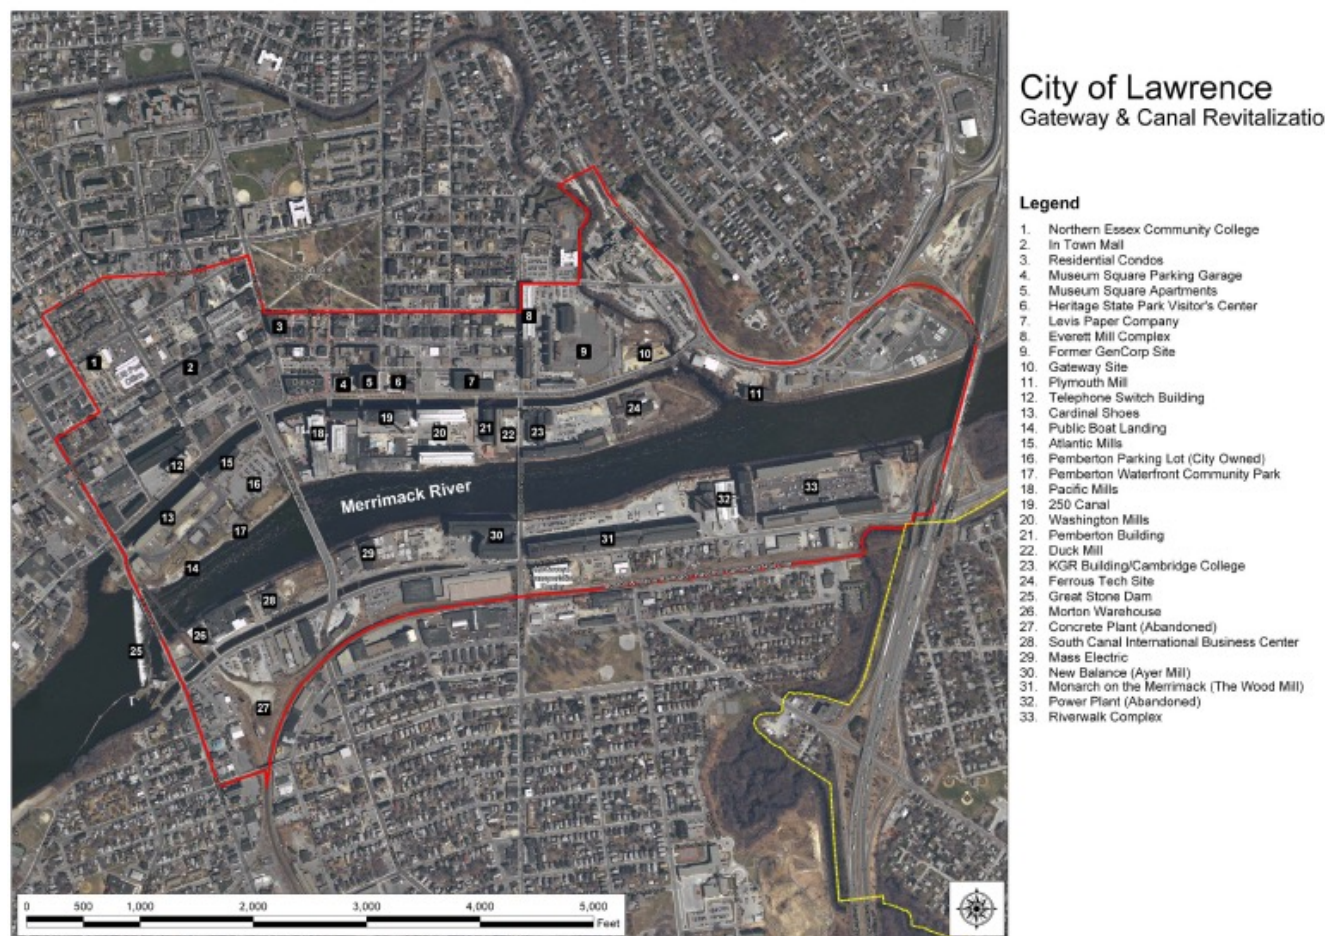 City of Lawrence
Gateway & Canal Revitalizatio
Legend
1. Northern Essex Community College
2. In Town Mall
3. Residential Condos
4. Museum Square Parking Garage
5. Museum Square Apartments
6. Heritage State Park Visitor's Center
7. Levis Paper Company
8. Everett Mill Complex
9. Former GenCorp Site
10. Gateway Site
11. Plymouth Mill
12. Telephone Switch Building
13. Cardinal Shoes
14. Public Boat Landing
15. Atlantic Mills
16. Pemberton Parking Lot (City Owned)
17. Pemberton Waterfront Community Park
18. Pacific Mills
19. 250 Canal
20. Washington Mills
21. Pemberton Building
22. Duck Mill
23. KGR Building/Cambridge College
24. Ferrous Tech Site
25. Great Stone Dam
26. Morton Warehouse
27. Concrete Plant (Abandoned)
28. South Canal International Business Center
29. Mass Electric
30. New Balance (Ayer Mill)
31. Monarch on the Merrimack (The Wood Mill)
32. Power Plant (Abandoned)
33. Riverwalk Complex
8
3
1
2
4
5
6
7
9
10
11
24
19
18
20
21
22
23
12
15
16
13
17
14
Merrimack River
33
32
30
31
29
28
26
25
27
0 500 1,000 2,000 3,000 4,000 5,000
Feet